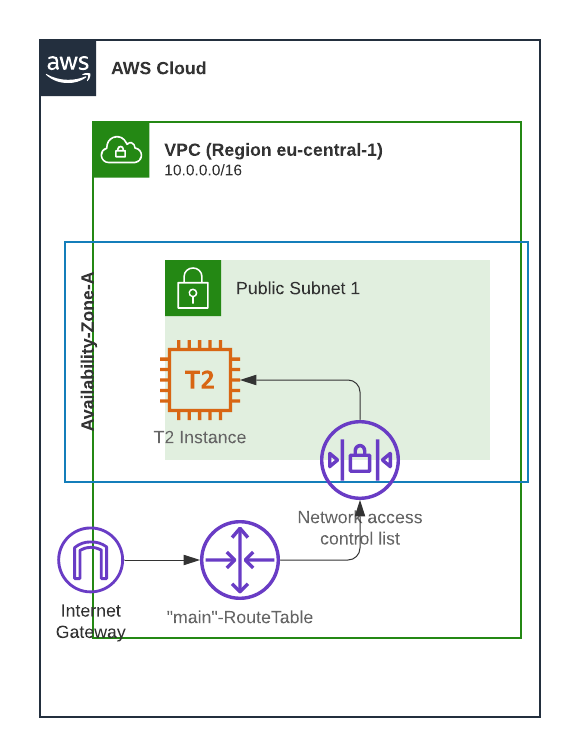 aws
AWS Cloud
VPC (Region eu-central-1)
10.0.0.0/16
Availability-Zone-A
Public Subnet 1
T2
T2 Instance
Network access
control list
Internet
Gateway
"main"-RouteTable